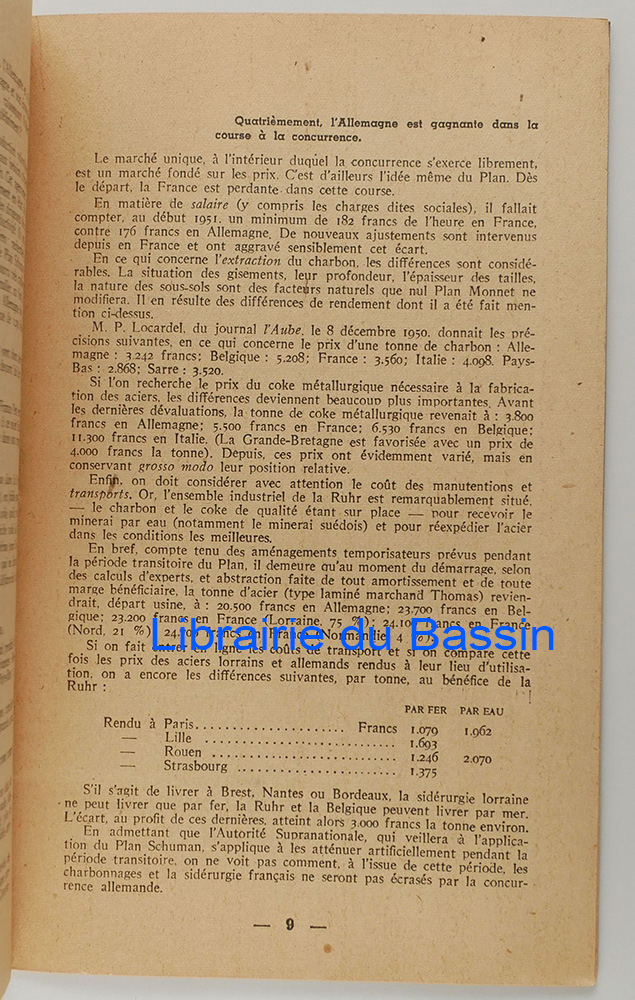 Quatrièmement, l'Allemagne est gagnante dans la
course à la concurrence.
Le marché unique, à l'intérieur duquel la concurrence s'exerce librement,
est un marché fondé sur les prix. C'est d'ailleurs l'idée même du Plan. Dès
le départ, la France est perdante dans cette course.
En matière de salaire (y compris les charges dites sociales), il fallait
compter, au début 1951, un minimum de 182 francs de l'heure en France,
contre 176 francs en Allemagne. De nouveaux ajustements sont intervenus
depuis en France et ont aggravé sensiblement cet écart.
En ce qui concerne l'extraction du charbon, les différences sont considé-
rables. La situation des gisements, leur profondeur, l'épaisseur des tailles,
la nature des sous-sols sont des facteurs naturels que nul Plan Monnet ne
modifiera. Il en résulte des différences de rendement dont il a été fait men-
tion ci-dessus.
M. P. Locardel, du journal l'Aube, le 8 décembre 1950, donnait les pré-
cisions suivantes, en ce qui concerne le prix d'une tonne de charbon : Alle-
magne : 3.242 francs; Belgique : 5.208; France : 3.560; Italie : 4.098. Pays-
Bas : 2.868; Sarre : 3.520.
Si l'on recherche le prix du coke métallurgique nécessaire à la fabrica-
tion des aciers, les différences deviennent beaucoup plus importantes. Avant
les dernières dévaluations, la tonne de coke métallurgique revenait à : 3.800
francs en Allemagne; 5.500 francs en France; 6.530 francs en Belgique;
11.300 francs en Italie. (La Grande-Bretagne est favorisée avec un prix de
4.000 francs la tonne). Depuis, ces prix ont évidemment varié, mais en
conservant grosso modo leur position relative.
Enfin, on doit considérer avec attention le coût des manutentions et
transports. Or, l'ensemble industriel de la Ruhr est remarquablement situé,
— le charbon et le coke de qualité étant sur place — pour recevoir le
minerai par eau (notamment le minerai suédois) et pour réexpédier l'acier
dans les conditions les meilleures.
En bref, compte tenu des aménagements temporisateurs prévus pendant
la période transitoire du Plan, il demeure qu'au moment du démarrage, selon
des calculs d'experts, et abstraction faite de tout amortissement et de toute
marge bénéficiaire, la tonne d'acier (type laminé marchand Thomas) revien-
drait, départ usine, à : 20.500 francs en Allemagne; 23.700 francs en Bel-
gique; 23.200 francs en France (Lorraine, 75 %); 24.100 francs en France
(Nord, 21 %); francs en France (Normandie, 4 %).
Librairie du Bassin
Si on fait entrer en ligne les coûts de transport et si on compare cette
fois les prix des aciers lorrains et allemands rendus à leur lieu d'utilisa-
tion, on a encore les différences suivantes, par tonne, au bénéfice de la
Ruhr :
PAR FER PAR EAU
Rendu à Paris.................... Francs 1.079 1.962
— Lille .......................... 1.693
— Rouen .......................... 1.246 2.070
— Strasbourg ...................... 1.375
S'il s'agit de livrer à Brest, Nantes ou Bordeaux, la sidérurgie lorraine
ne peut livrer que par fer, la Ruhr et la Belgique peuvent livrer par mer.
L'écart, au profit de ces dernières, atteint alors 3.000 francs la tonne environ.
En admettant que l'Autorité Supranationale, qui veillera à l'applica-
tion du Plan Schuman, s'applique à les atténuer artificiellement pendant la
période transitoire, on ne voit pas comment, à l'issue de cette période, les
charbonnages et la sidérurgie français ne seront pas écrasés par la concur-
rence allemande.
— 9 —